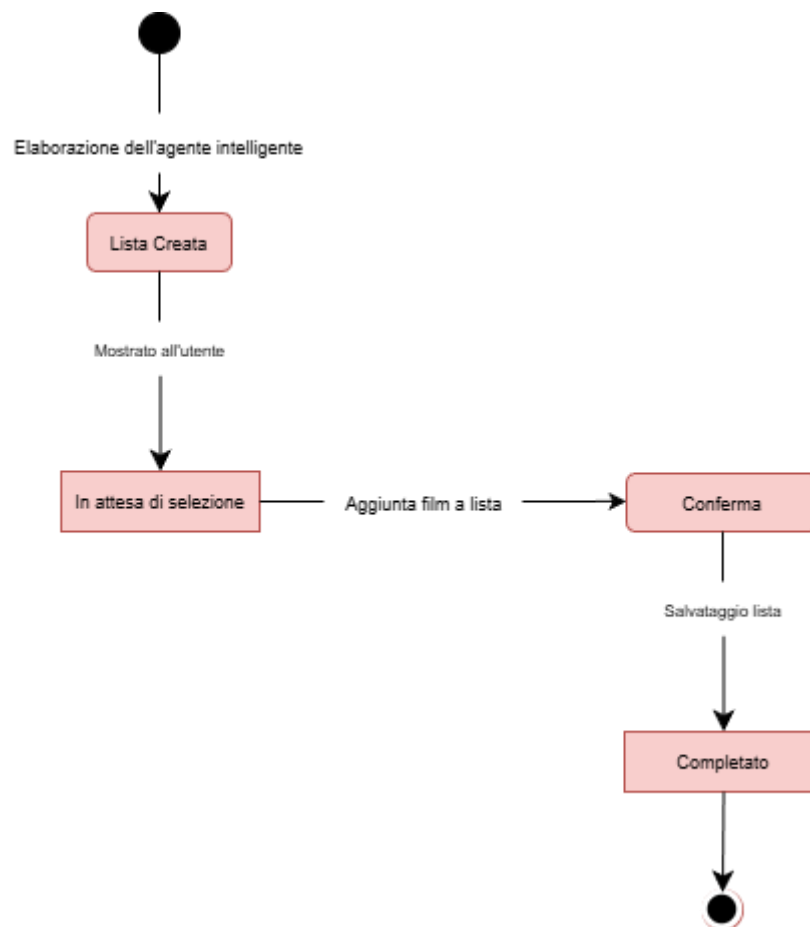 Elaborazione dell'agente intelligente
Lista Creata
Mostrato all'utente
In attesa di selezione
Aggiunta film a lista
Conferma
Salvataggio lista
Completato